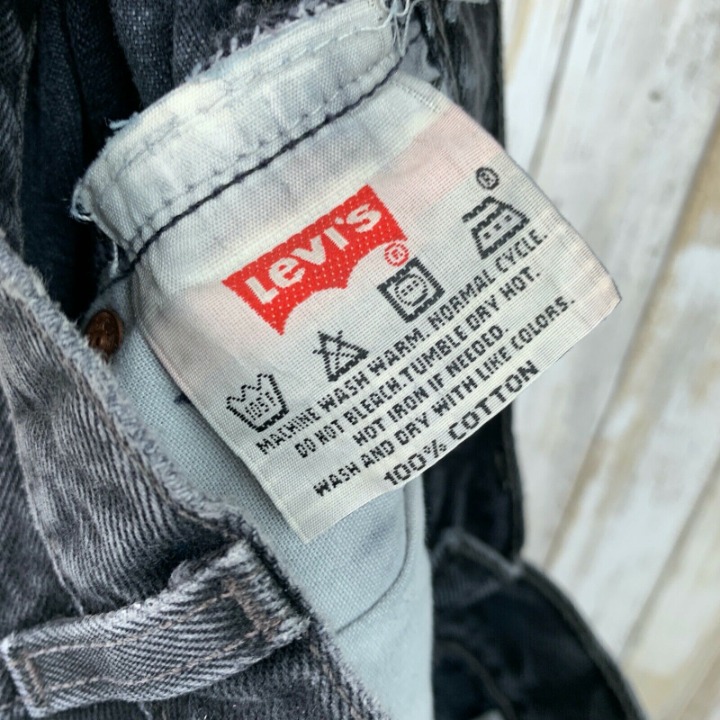 Levi's ®
®
MACHINE WASH WARM, NORMAL CYCLE.
DO NOT BLEACH. TUMBLE DRY HOT.
HOT IRON IF NEEDED.
WASH AND DRY WITH LIKE COLORS.
100% COTTON